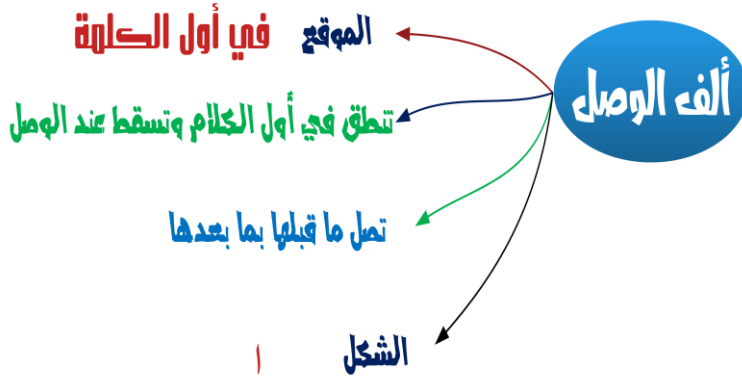 ألف الوصل
الموقع في أول الكلمة
تنطق في أول الكلام وتسقط عند الوصل
تصل ما قبلها بما بعدها
الشكل ا